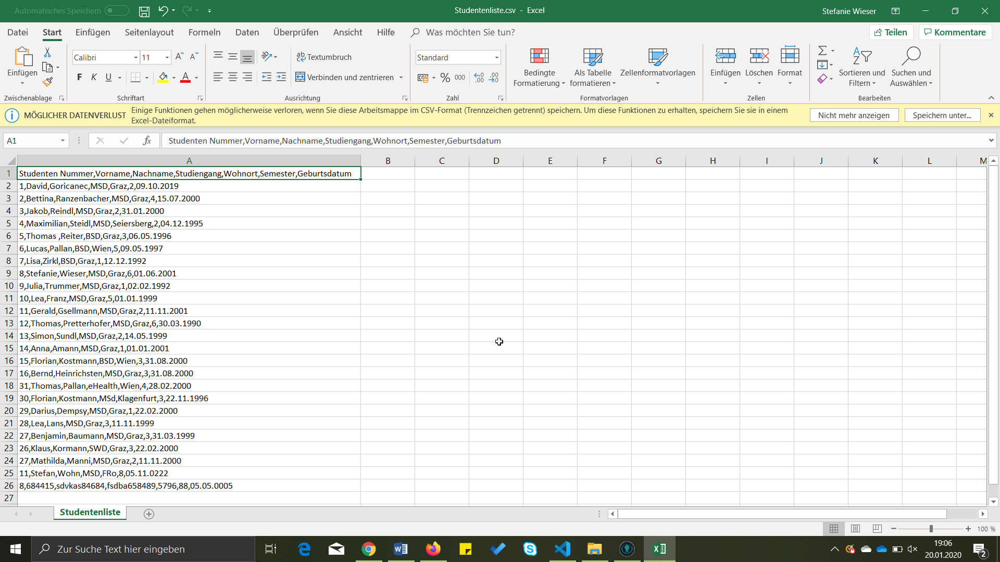 Automatisches Speichern
Studentenliste.csv - Excel
Stefanie Wieser
Datei Start Einfügen Seitenlayout Formeln Daten Überprüfen Ansicht Hilfe Was möchten Sie tun?
Teilen Kommentare
Einfügen
Zwischenablage
Calibri 11
F K U
Schriftart
Textumbruch
Verbinden und zentrieren
Ausrichtung
Standard
% 000
Zahl
Bedingte Formatierung
Als Tabelle formatieren
Zellenformatvorlagen
Formatvorlagen
Einfügen Löschen Format
Zellen
Sortieren und Filtern
Suchen und Auswählen
Bearbeiten
MÖGLICHER DATENVERLUST
Einige Funktionen gehen möglicherweise verloren, wenn Sie diese Arbeitsmappe im CSV-Format (Trennzeichen getrennt) speichern. Um diese Funktionen zu erhalten, speichern Sie sie in einem
Excel-Dateiformat.
Nicht mehr anzeigen
Speichern unter...
A1
fx
Studenten Nummer,Vorname,Nachname,Studiengang,Wohnort,Semester,Geburtsdatum
A B C D E F G H I J K L M
1 Studenten Nummer,Vorname,Nachname,Studiengang,Wohnort,Semester,Geburtsdatum
2 1,David,Goricanec,MSD,Graz,2,09.10.2019
3 2,Bettina,Ranzenbacher,MSD,Graz,4,15.07.2000
4 3,Jakob,Reindl,MSD,Graz,2,31.01.2000
5 4,Maximilian,Steidl,MSD,Seiersberg,2,04.12.1995
6 5,Thomas ,Reiter,BSD,Graz,3,06.05.1996
7 6,Lucas,Pallan,BSD,Wien,5,09.05.1997
8 7,Lisa,Zirkl,BSD,Graz,1,12.12.1992
9 8,Stefanie,Wieser,MSD,Graz,6,01.06.2001
10 9,Julia,Trummer,MSD,Graz,1,02.02.1992
11 10,Lea,Franz,MSD,Graz,5,01.01.1999
12 11,Gerald,Gsellmann,MSD,Graz,2,11.11.2001
13 12,Thomas,Pretterhofer,MSD,Graz,6,30.03.1990
14 13,Simon,Sundl,MSD,Graz,2,14.05.1999
15 14,Anna,Amann,MSD,Graz,1,01.01.2001
16 15,Florian,Kostmann,BSD,Wien,3,31.08.2000
17 16,Bernd,Heinrichsten,MSD,Graz,3,31.08.2000
18 31,Thomas,Pallan,eHealth,Wien,4,28.02.2000
19 30,Florian,Kostmann,MSd,Klagenfurt,3,22.11.1996
20 29,Darius,Dempsy,MSD,Graz,1,22.02.2000
21 28,Lea,Lans,MSD,Graz,3,11.11.1999
22 27,Benjamin,Baumann,MSD,Graz,3,31.03.1999
23 26,Klaus,Kormann,SWD,Graz,3,22.02.2000
24 27,Mathilda,Manni,MSD,Graz,2,11.11.2000
25 11,Stefan,Wohn,MSD,FRo,8,05.11.0222
26 8,684415,sdvkas84684,fsdba658489,5796,88,05.05.0005
27
Studentenliste
100 %
Zur Suche Text hier eingeben
19:06
20.01.2020
2